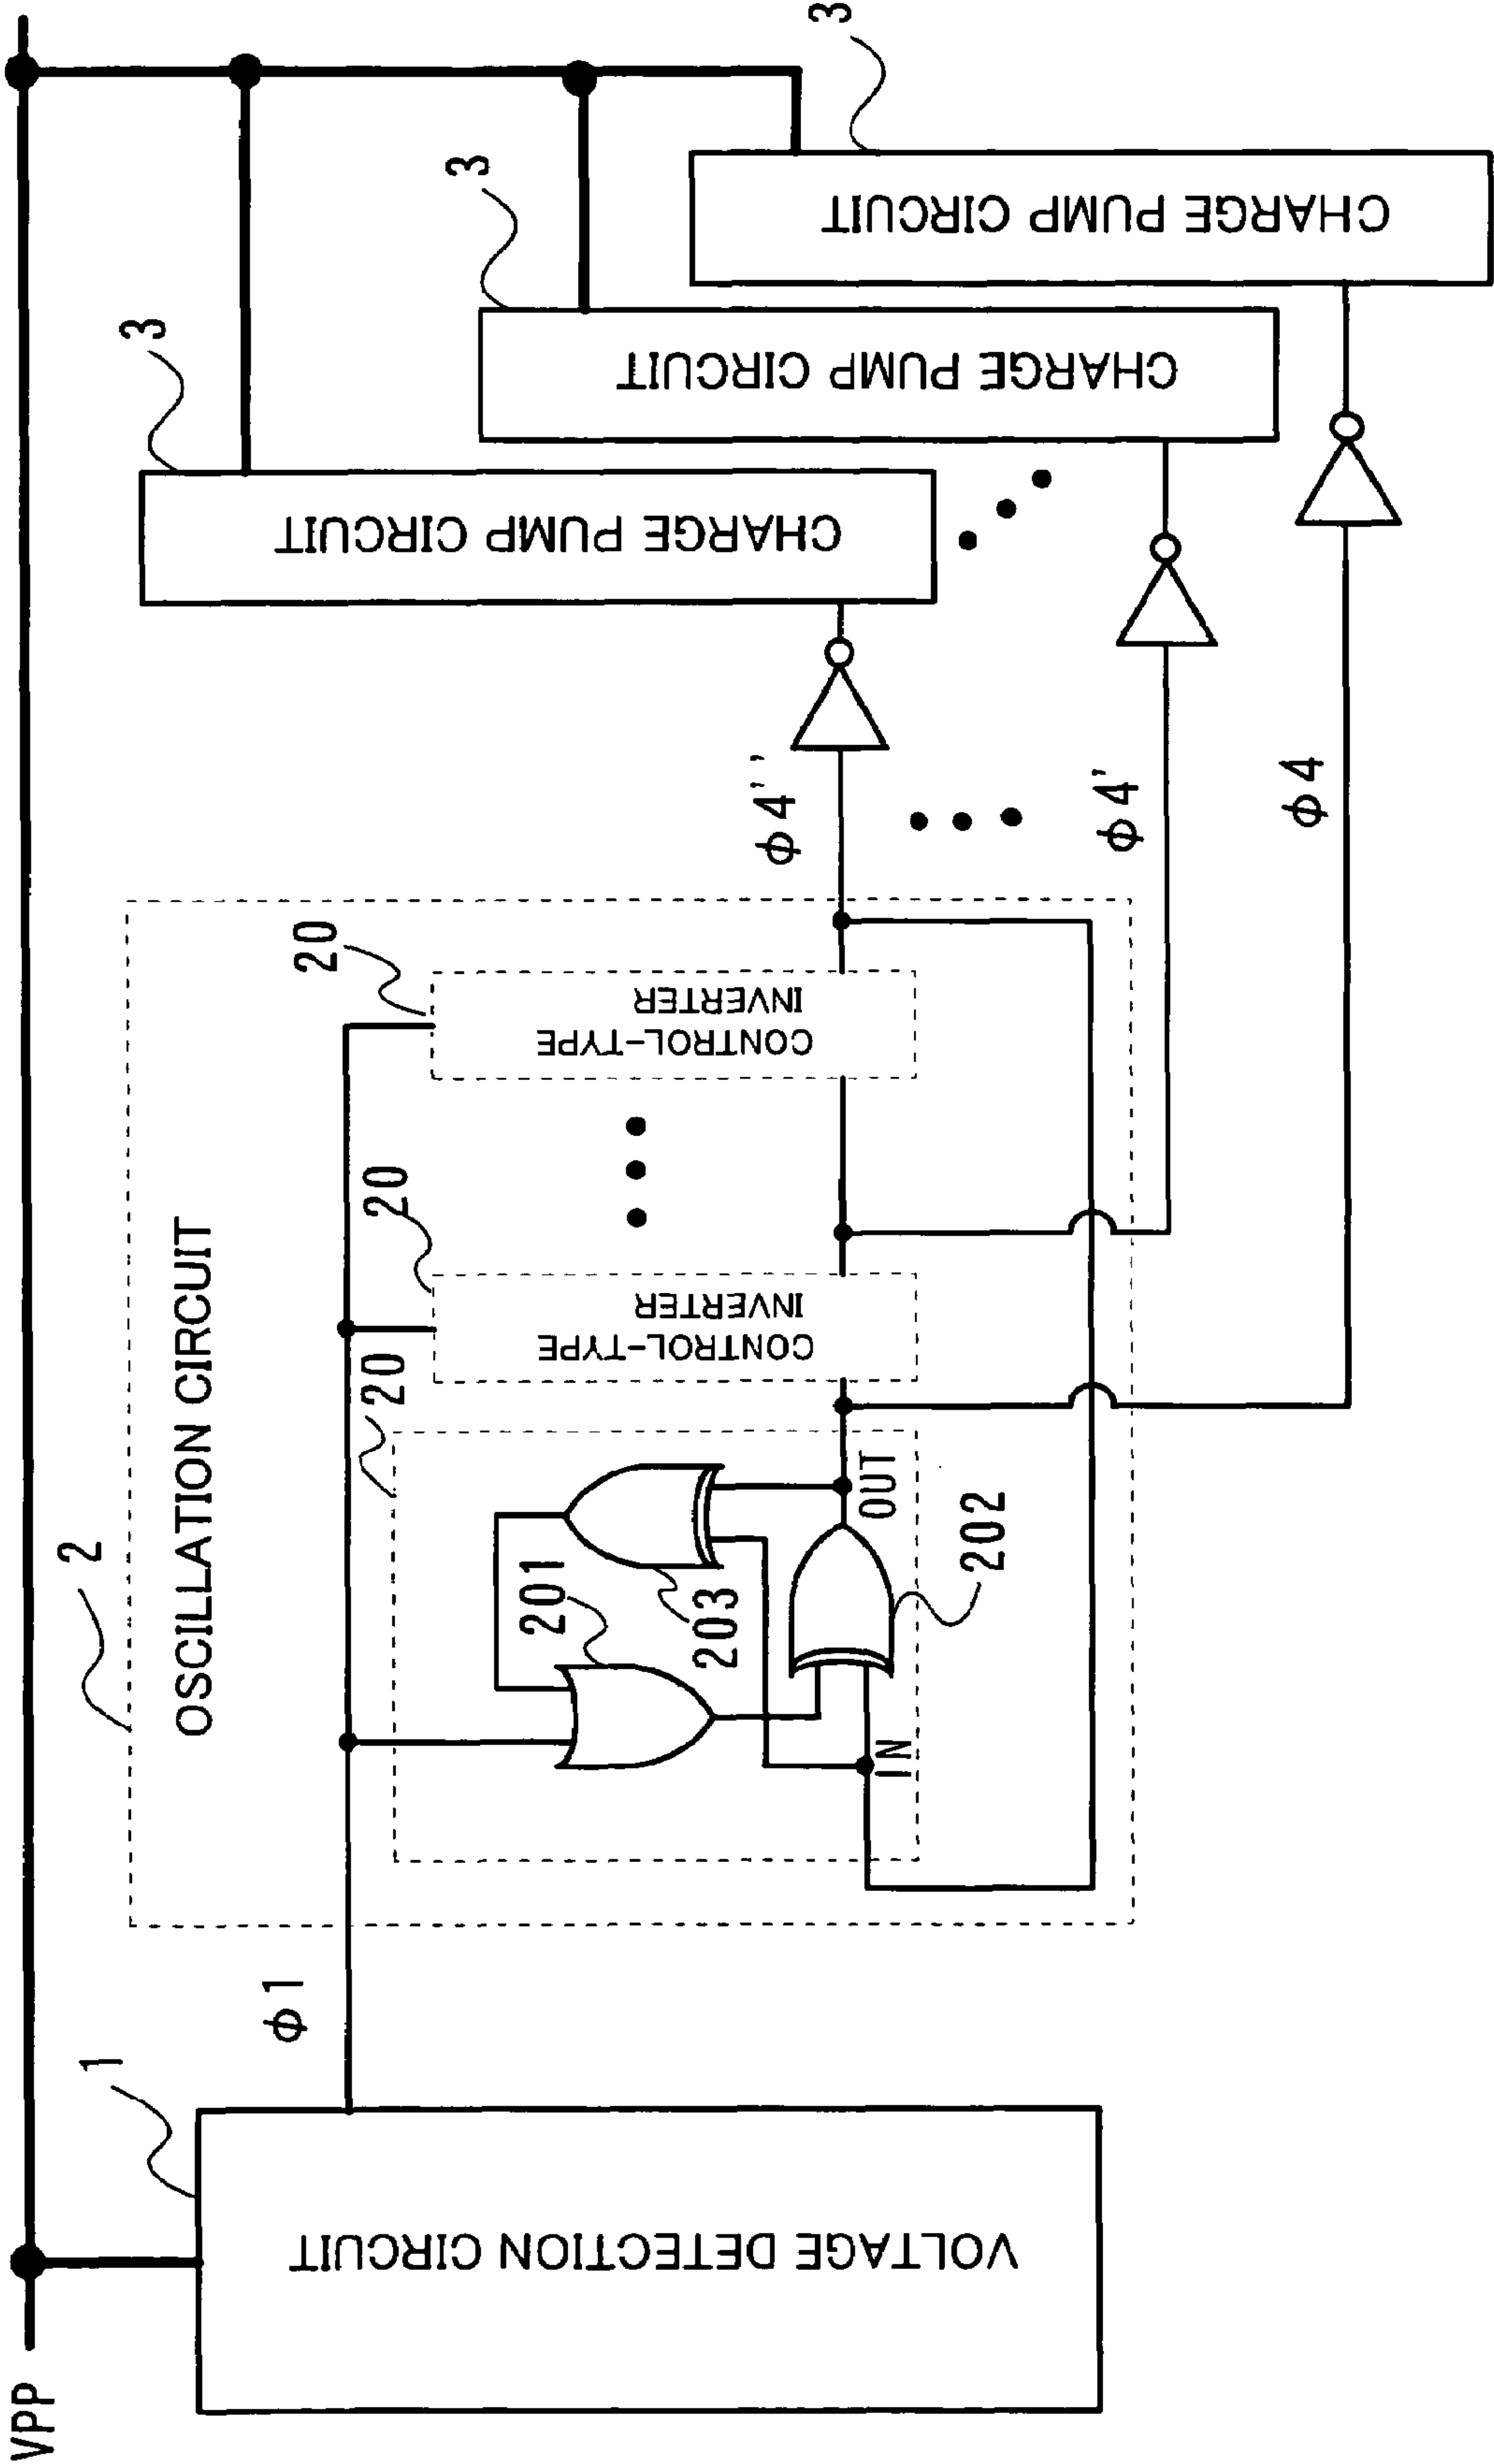 VPP
1
VOLTAGE DETECTION CIRCUIT
φ1
2
OSCILLATION CIRCUIT
20
201
203
202
IN
OUT
20
CONTROL-TYPE
INVERTER
20
CONTROL-TYPE
INVERTER
φ4''
φ4'
φ4
3
CHARGE PUMP CIRCUIT
3
CHARGE PUMP CIRCUIT
3
CHARGE PUMP CIRCUIT